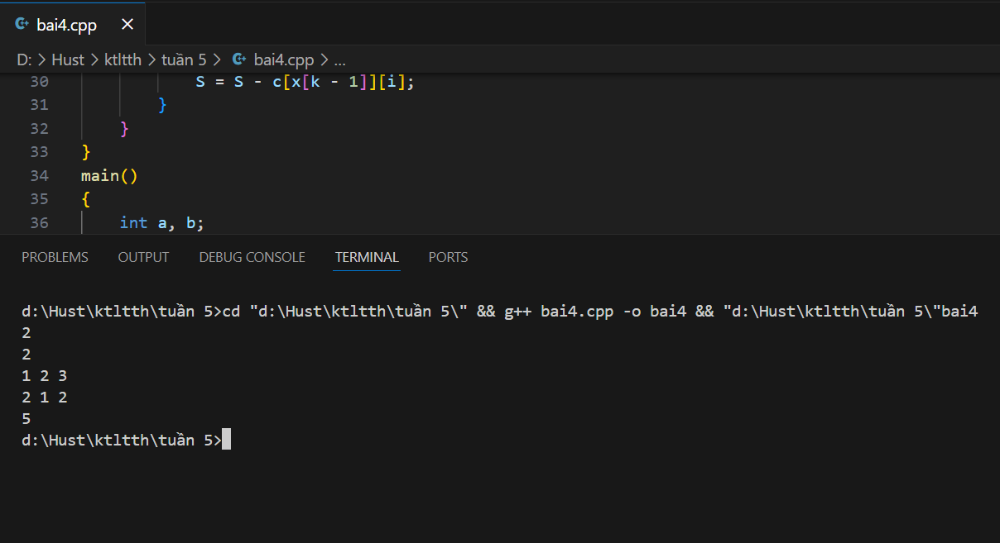 bai4.cpp
D: > Hust > ktltth > tuần 5 > bai4.cpp > ...
30 S = S - c[x[k - 1]][i];
31 }
32 }
33 }
34 main()
35 {
36 int a, b;
PROBLEMS OUTPUT DEBUG CONSOLE TERMINAL PORTS
d:\Hust\ktltth\tuần 5>cd "d:\Hust\ktltth\tuần 5\" && g++ bai4.cpp -o bai4 && "d:\Hust\ktltth\tuần 5\"bai4
2
2
1 2 3
2 1 2
5
d:\Hust\ktltth\tuần 5>